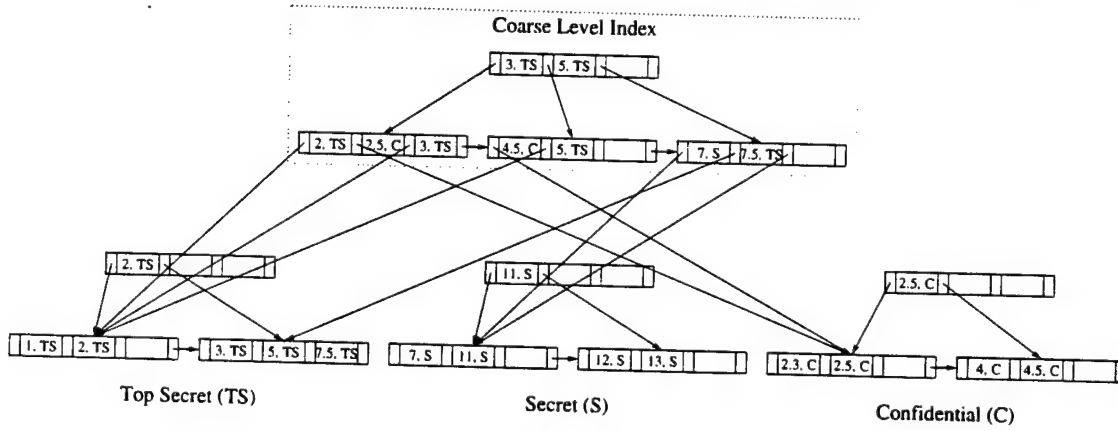 Coarse Level Index
3. TS 5. TS
2. TS 2.5, C 3. TS 4.5, C 5. TS 7. S 7.5, TS
2. TS 11. S 2.5, C
1. TS 2. TS 3. TS 5. TS 7.5, TS 7. S 11. S 12. S 13. S 2.3, C 2.5, C 4, C 4.5, C
Top Secret (TS) Secret (S) Confidential (C)